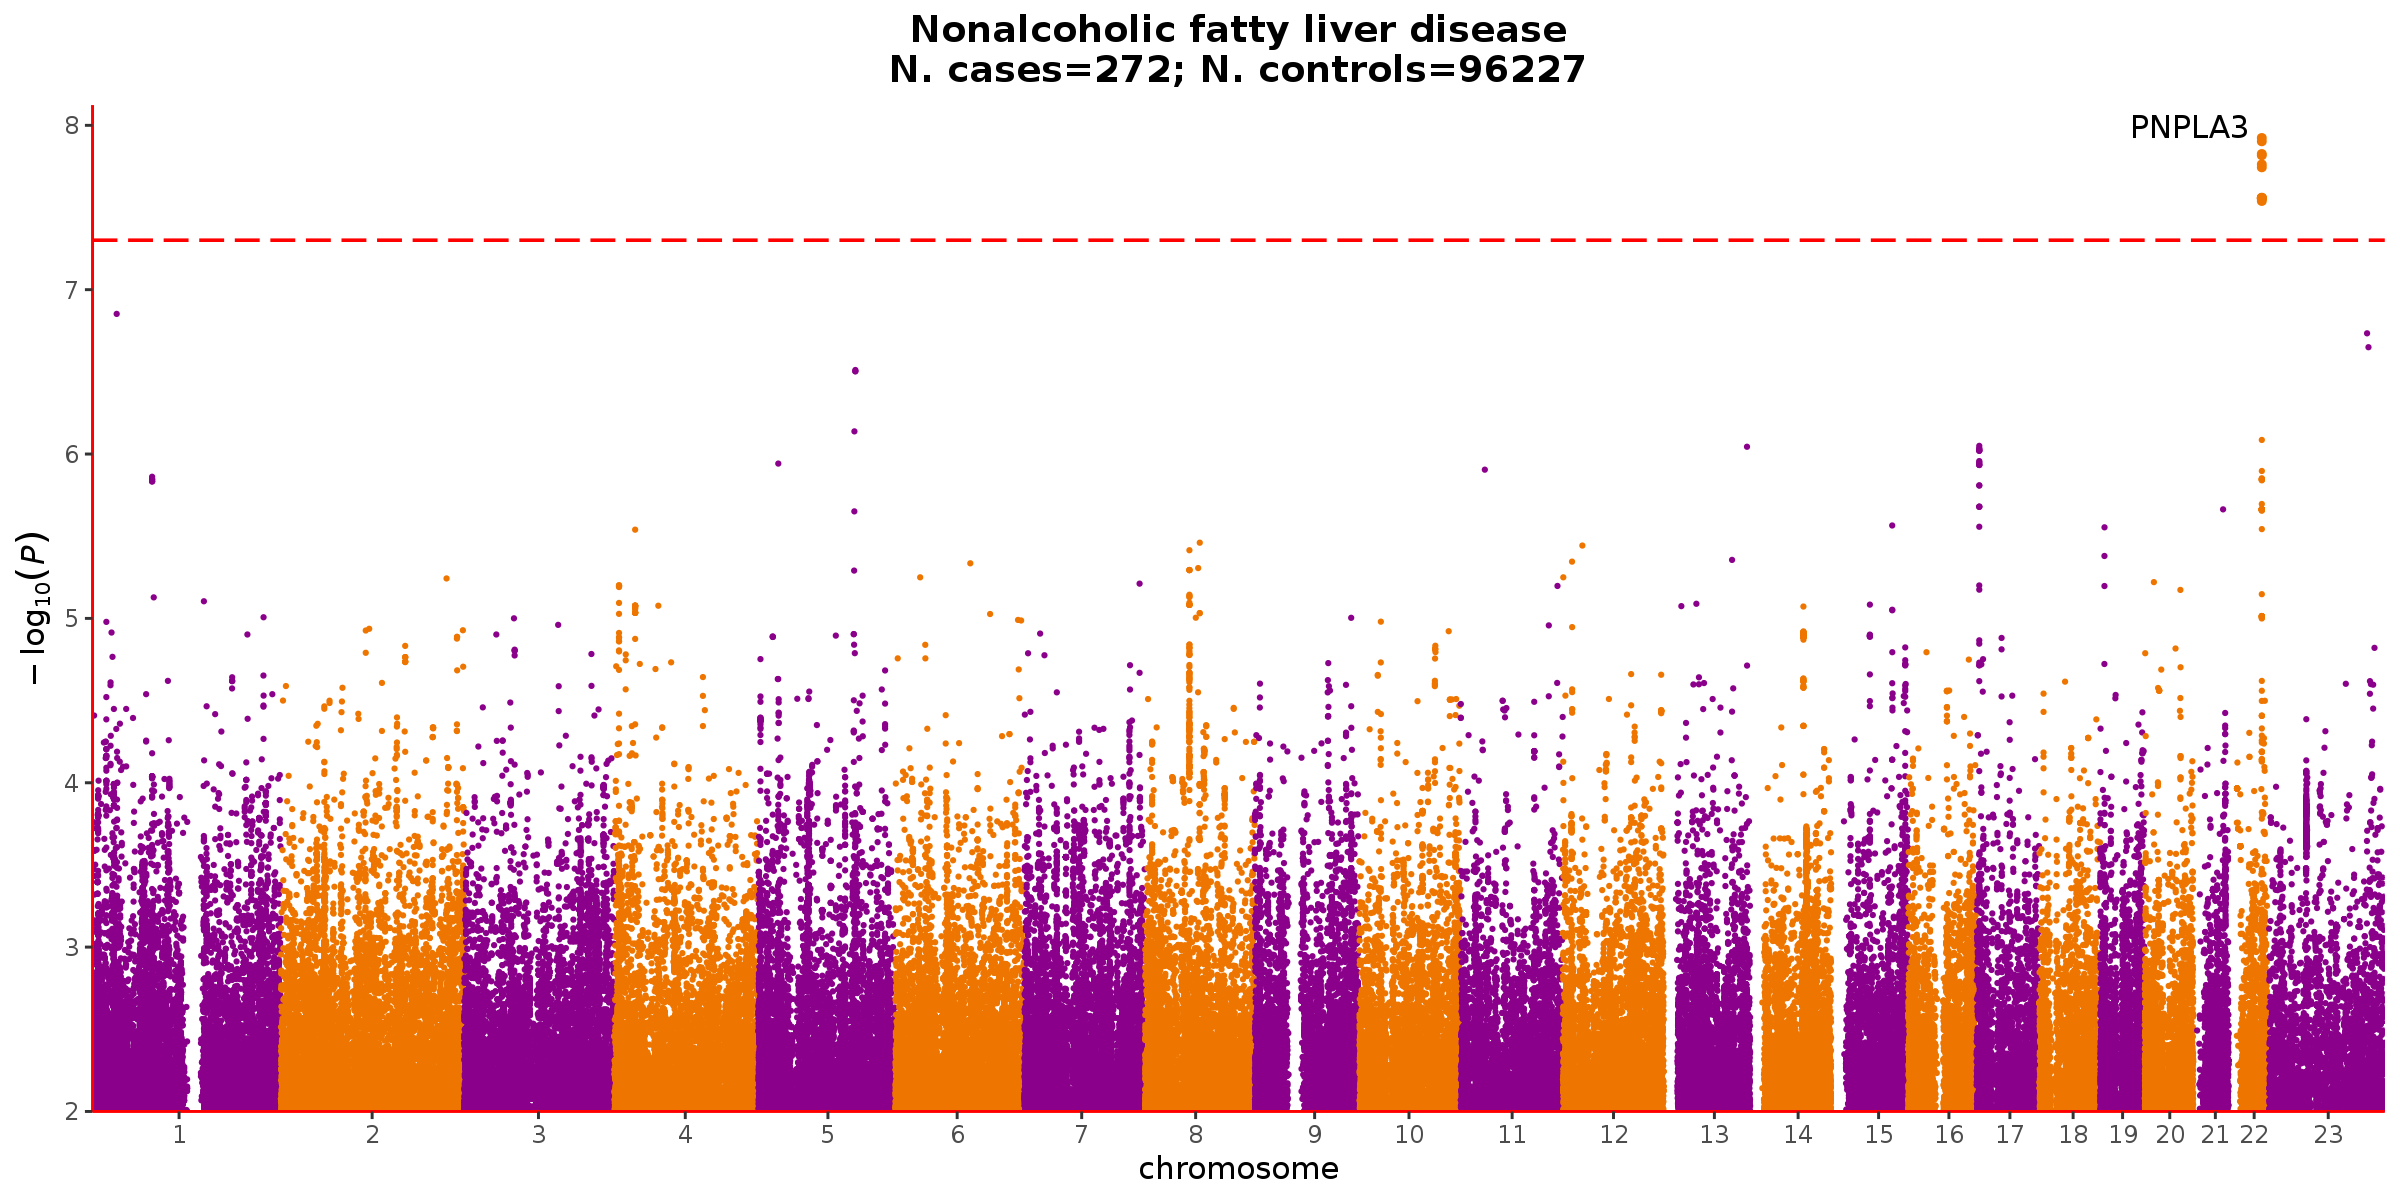 Nonalcoholic fatty liver disease
N. cases=272; N. controls=96227
PNPLA3
8
7
6
5
4
3
2
−log₁₀(P)
1 2 3 4 5 6 7 8 9 10 11 12 13 14 15 16 17 18 19 20 21 22 23
chromosome